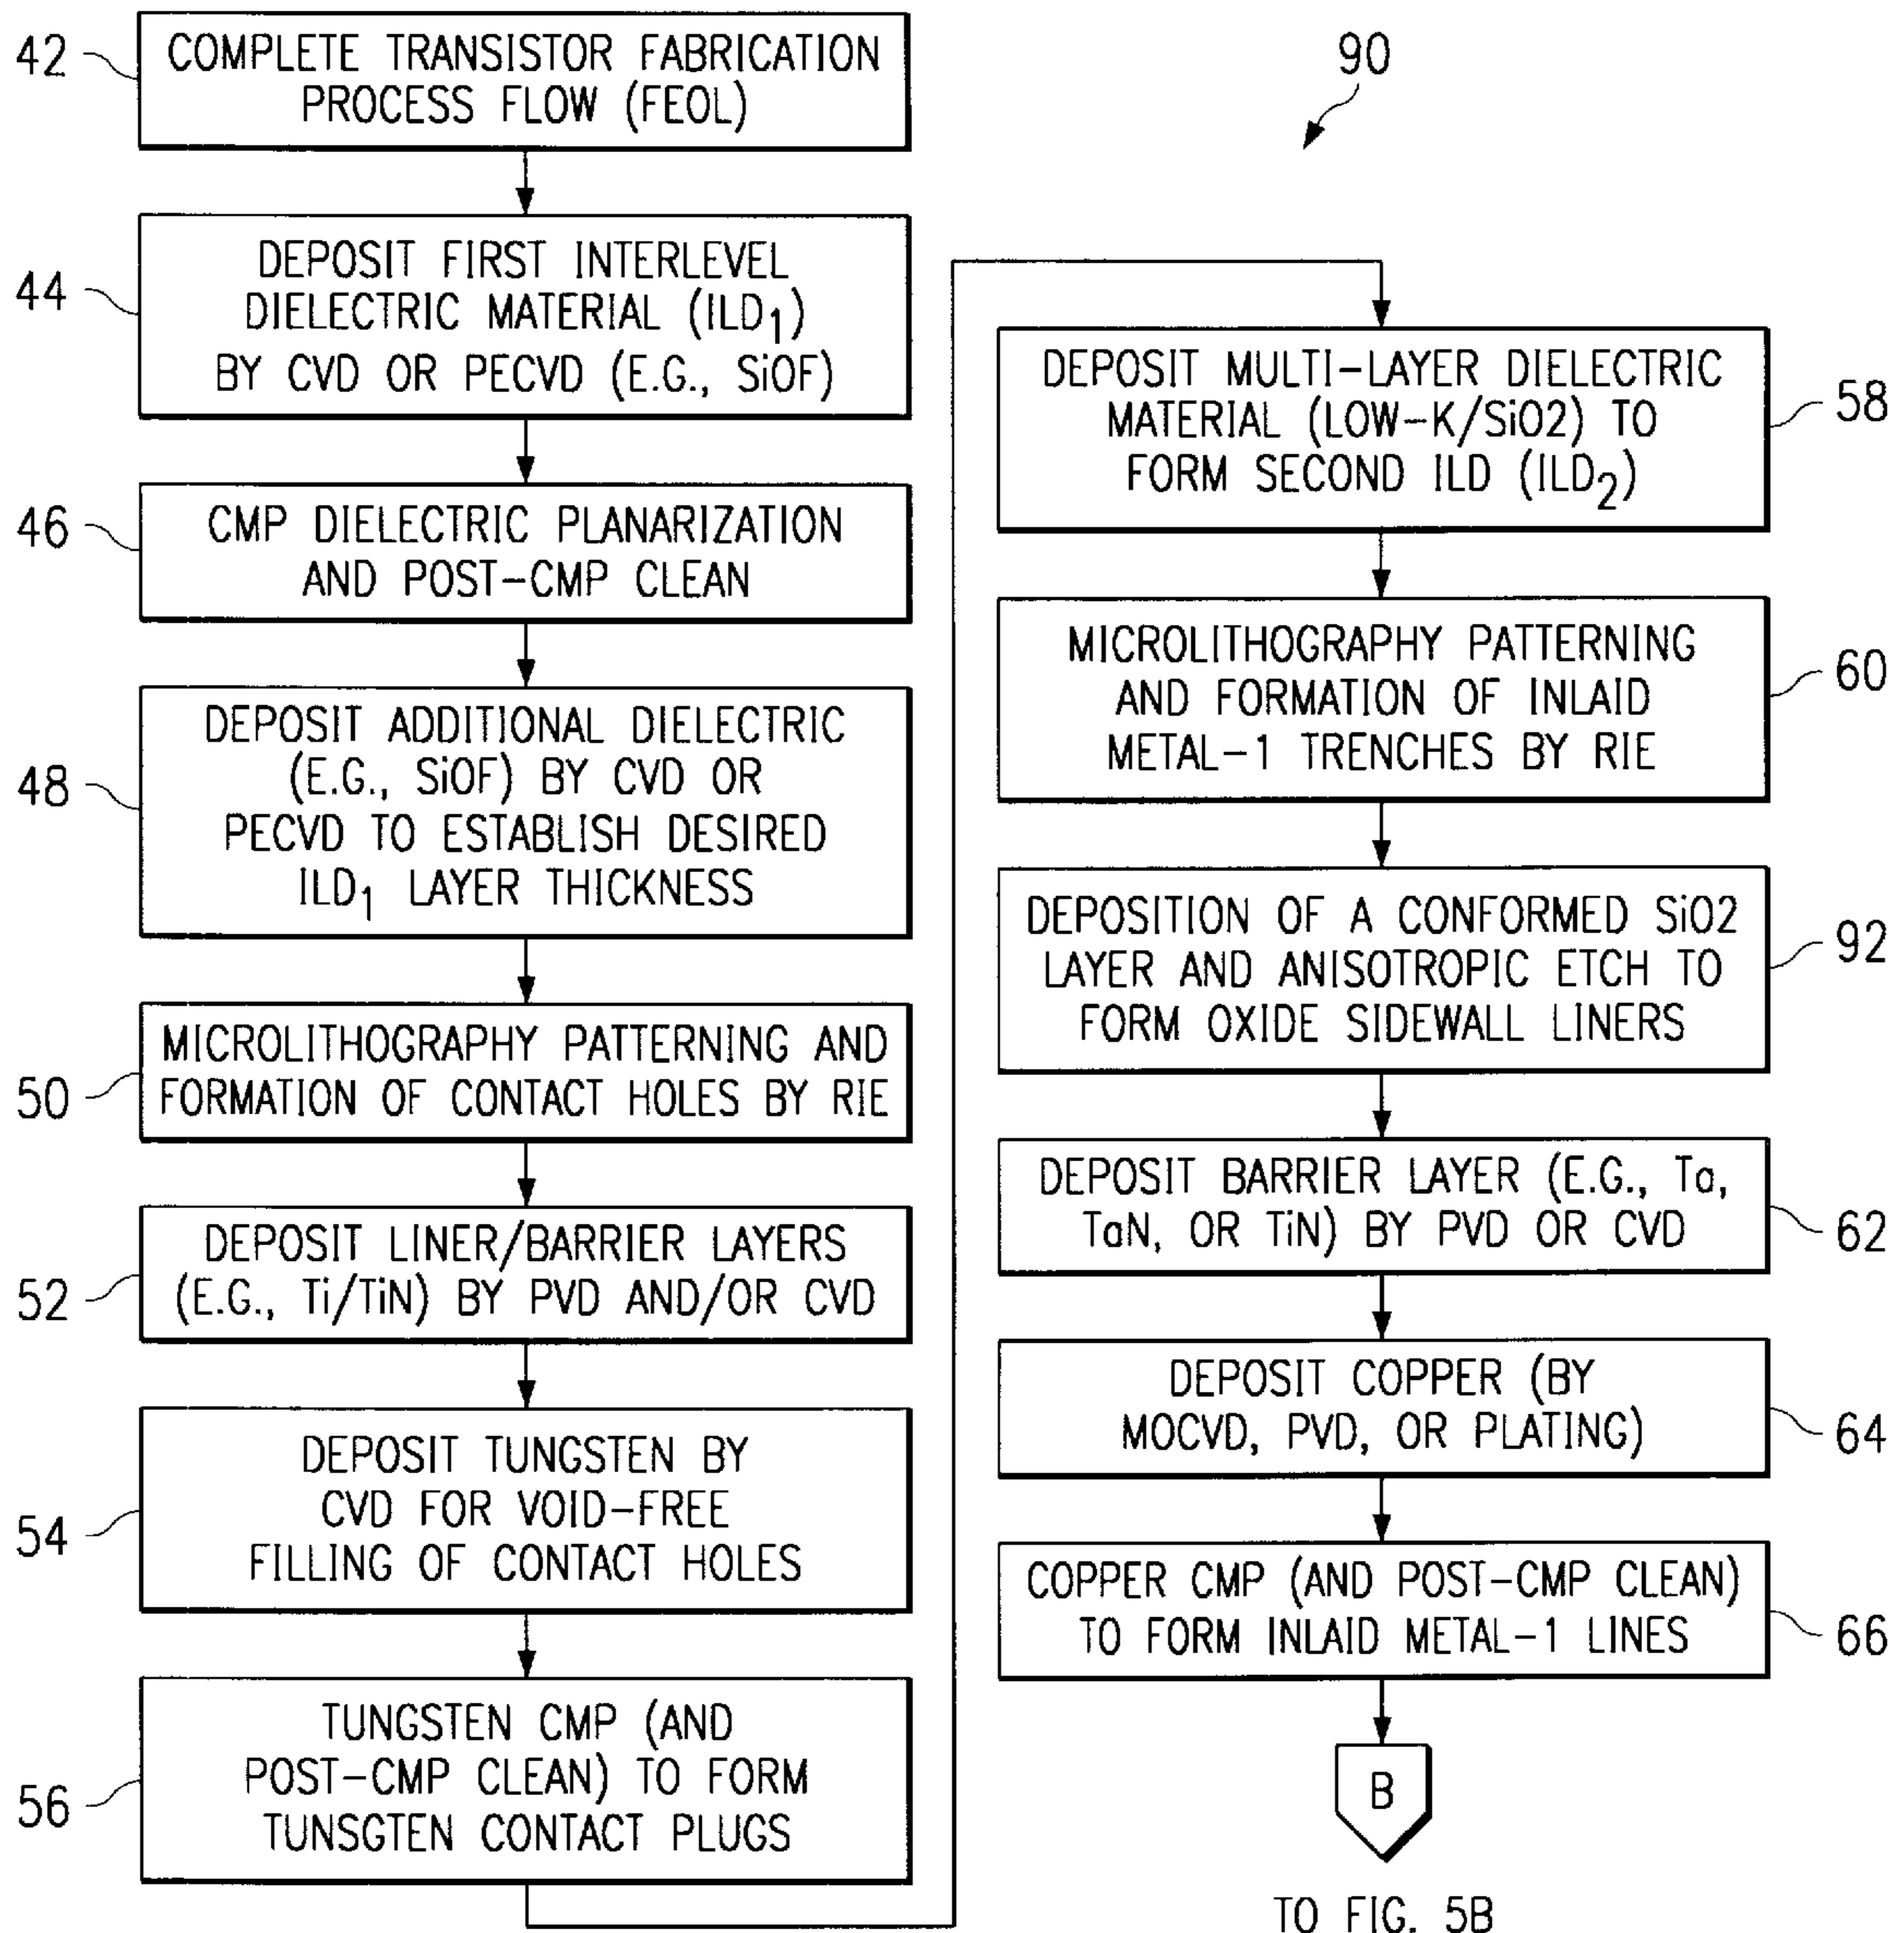 42
COMPLETE TRANSISTOR FABRICATION
PROCESS FLOW (FEOL)
44
DEPOSIT FIRST INTERLEVEL
DIELECTRIC MATERIAL (ILD1)
BY CVD OR PECVD (E.G., SiOF)
46
CMP DIELECTRIC PLANARIZATION
AND POST-CMP CLEAN
48
DEPOSIT ADDITIONAL DIELECTRIC
(E.G., SiOF) BY CVD OR
PECVD TO ESTABLISH DESIRED
ILD1 LAYER THICKNESS
50
MICROLITHOGRAPHY PATTERNING AND
FORMATION OF CONTACT HOLES BY RIE
52
DEPOSIT LINER/BARRIER LAYERS
(E.G., Ti/TiN) BY PVD AND/OR CVD
54
DEPOSIT TUNGSTEN BY
CVD FOR VOID-FREE
FILLING OF CONTACT HOLES
56
TUNGSTEN CMP (AND
POST-CMP CLEAN) TO FORM
TUNSGTEN CONTACT PLUGS
90
DEPOSIT MULTI-LAYER DIELECTRIC
MATERIAL (LOW-K/SiO2) TO
FORM SECOND ILD (ILD2)
58
MICROLITHOGRAPHY PATTERNING
AND FORMATION OF INLAID
METAL-1 TRENCHES BY RIE
60
DEPOSITION OF A CONFORMED SiO2
LAYER AND ANISOTROPIC ETCH TO
FORM OXIDE SIDEWALL LINERS
92
DEPOSIT BARRIER LAYER (E.G., Ta,
TaN, OR TiN) BY PVD OR CVD
62
DEPOSIT COPPER (BY
MOCVD, PVD, OR PLATING)
64
COPPER CMP (AND POST-CMP CLEAN)
TO FORM INLAID METAL-1 LINES
66
B
TO FIG. 5B